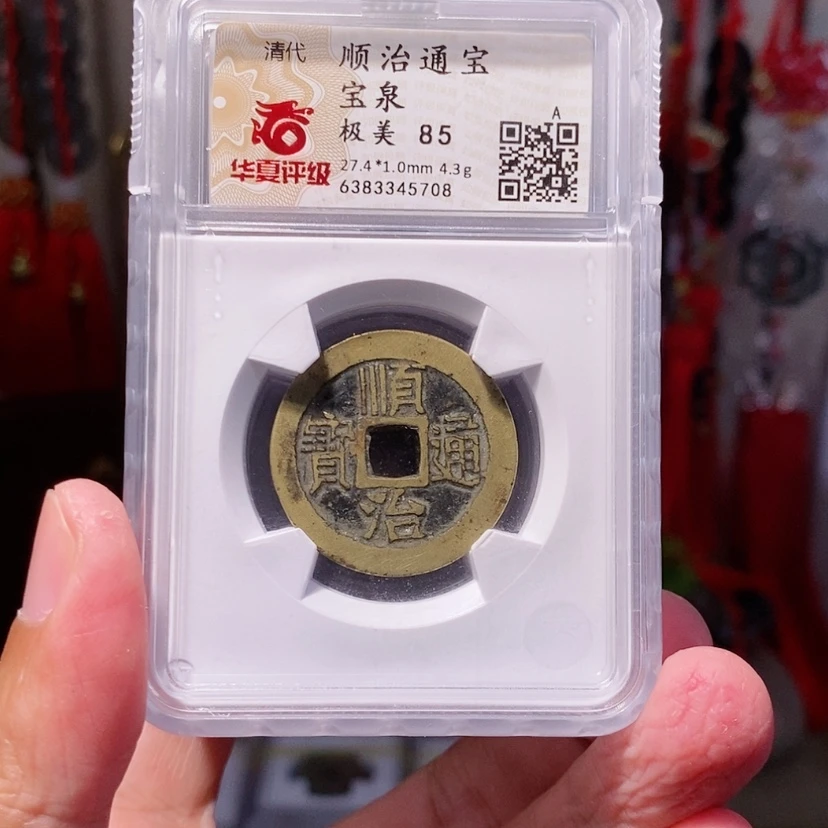 清代
顺治通宝
宝泉
极美 85
华夏评级
27.4*1.0mm 4.3g
6383345708
A
順
治
通
寳